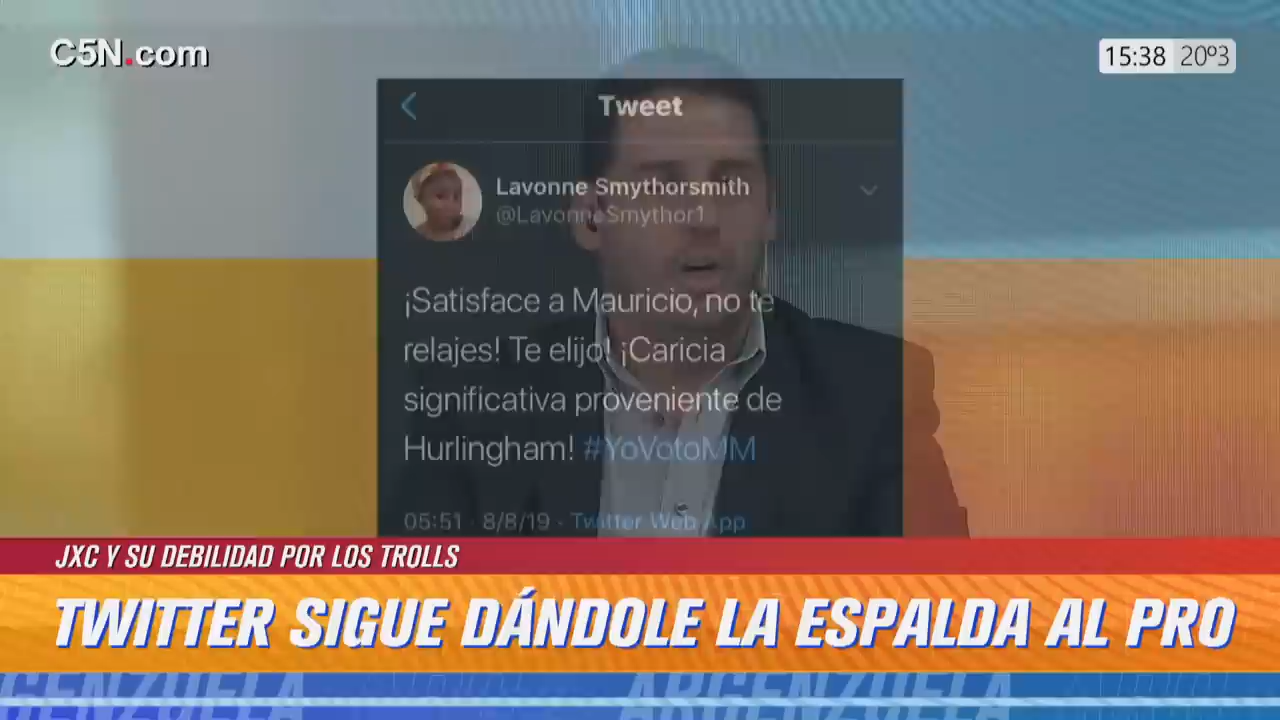 C5N.com
15:38 20º3
Tweet
Lavonne Smythorsmith
@LavonneSmythor1
¡Satisface a Mauricio, no te
relajes! Te elijo! ¡Caricia
significativa proveniente de
Hurlingham! #YoVotoMM
05:51 · 8/8/19 · Twitter Web App
JXC Y SU DEBILIDAD POR LOS TROLLS
TWITTER SIGUE DÁNDOLE LA ESPALDA AL PRO
ARGENZUELA ARGENZUELA